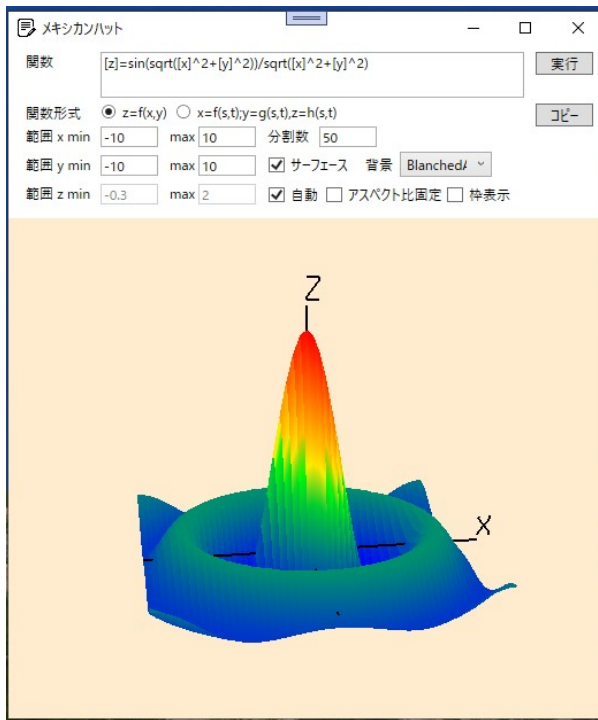 メキシカンハット
関数 [z]=sin(sqrt([x]^2+[y]^2))/sqrt([x]^2+[y]^2) 実行
関数形式 z=f(x,y) x=f(s,t);y=g(s,t),z=h(s,t) コピー
範囲 x min -10 max 10 分割数 50
範囲 y min -10 max 10 サーフェース 背景 BlanchedA
範囲 z min -0.3 max 2 自動 アスペクト比固定 枠表示
Z
X